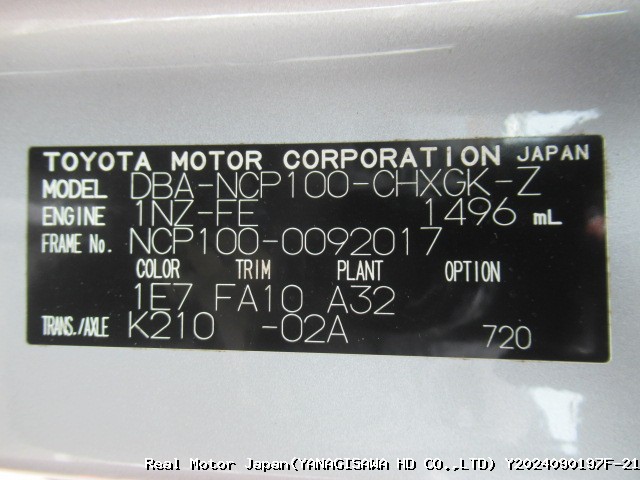 TOYOTA MOTOR CORPORATION JAPAN
MODEL DBA-NCP100-CHXGK-Z
ENGINE 1NZ-FE 1496 mL
FRAME No. NCP100-0092017
COLOR TRIM PLANT OPTION
1E7 FA10 A32
TRANS./AXLE K210 -02A 720
Real Motor Japan(YANAGISAWA HD CO.,LTD) Y2024090197F-21